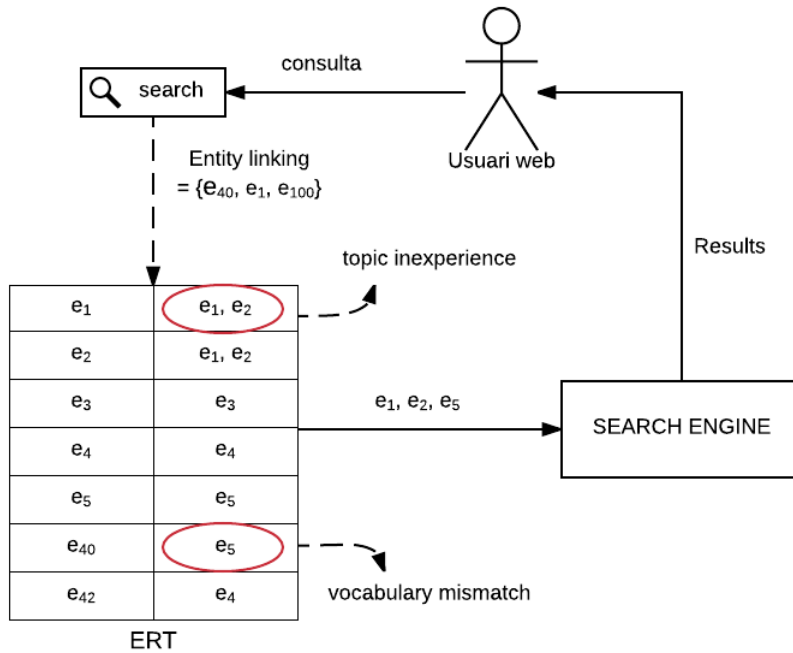 consulta
search
Usuari web
Entity linking
= {e₄₀, e₁, e₁₀₀}
topic inexperience
Results
e₁ e₁, e₂
e₂ e₁, e₂
e₃ e₃
e₁, e₂, e₅
SEARCH ENGINE
e₄ e₄
e₅ e₅
e₄₀ e₅
e₄₂ e₄
vocabulary mismatch
ERT